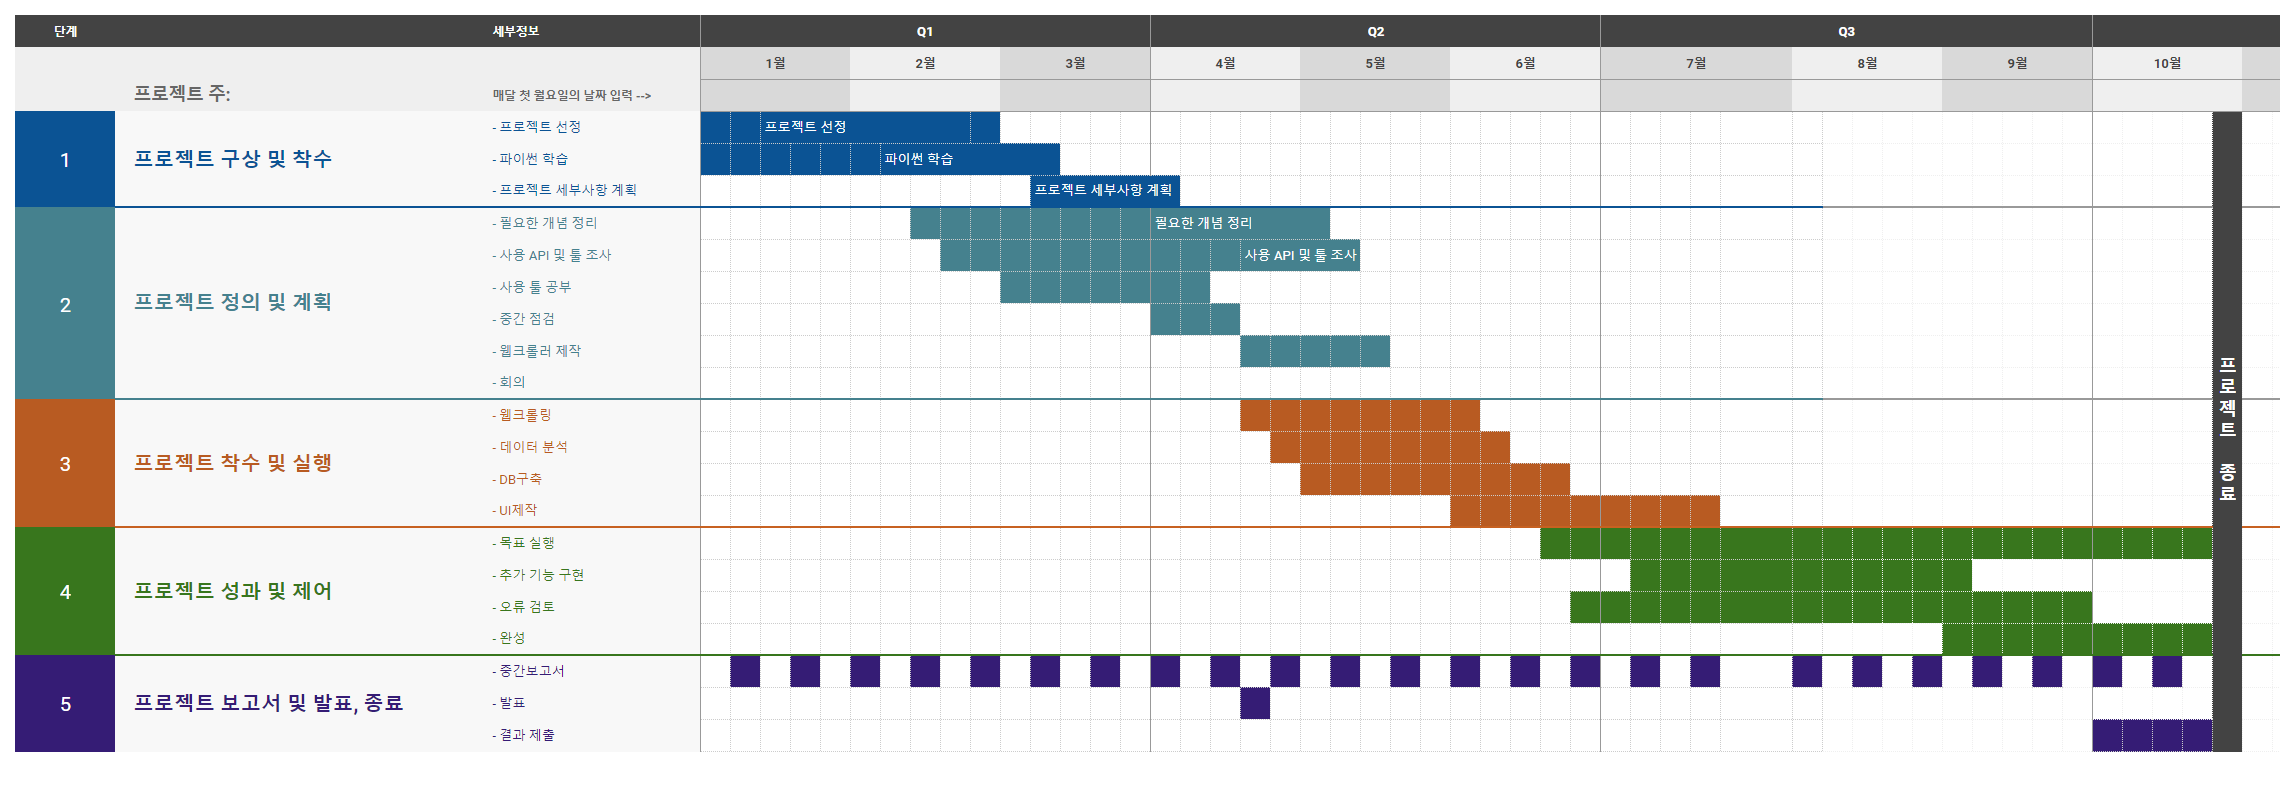 단계 세부정보 Q1 Q2 Q3
1월 2월 3월 4월 5월 6월 7월 8월 9월 10월
프로젝트 주: 매달 첫 월요일의 날짜 입력 -->
1 프로젝트 구상 및 착수
- 프로젝트 선정 프로젝트 선정
- 파이썬 학습 파이썬 학습
- 프로젝트 세부사항 계획 프로젝트 세부사항 계획
2 프로젝트 정의 및 계획
- 필요한 개념 정리 필요한 개념 정리
- 사용 API 및 툴 조사 사용 API 및 툴 조사
- 사용 툴 공부
- 중간 점검
- 웹크롤러 제작
- 회의
3 프로젝트 착수 및 실행
- 웹크롤링
- 데이터 분석
- DB구축
- UI제작
4 프로젝트 성과 및 제어
- 목표 실행
- 추가 기능 구현
- 오류 검토
- 완성
5 프로젝트 보고서 및 발표, 종료
- 중간보고서
- 발표
- 결과 제출
프로젝트 종료